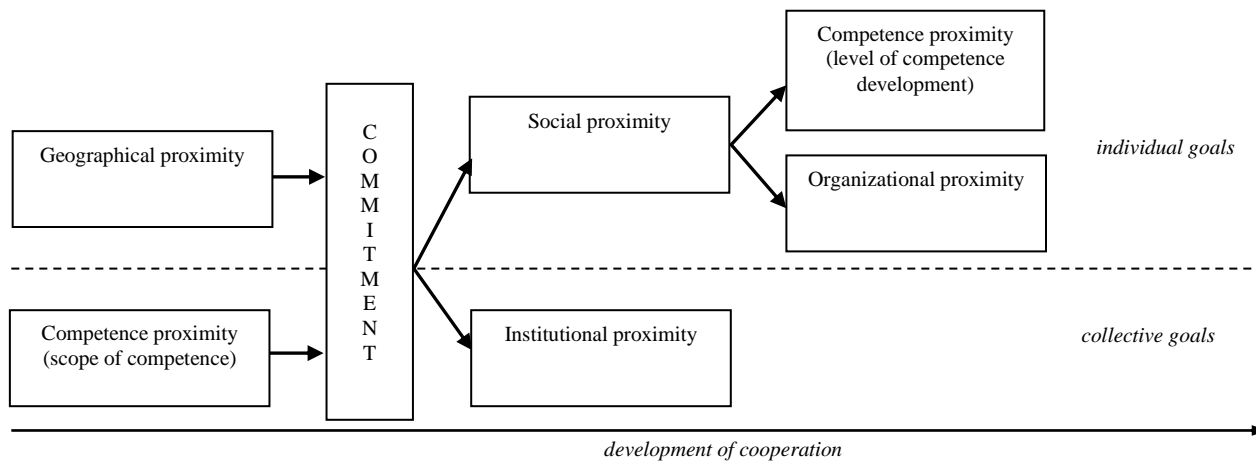 Geographical proximity
Competence proximity
(scope of competence)
C
O
M
M
I
T
M
E
N
T
Social proximity
Institutional proximity
Competence proximity
(level of competence
development)
Organizational proximity
individual goals
collective goals
development of cooperation